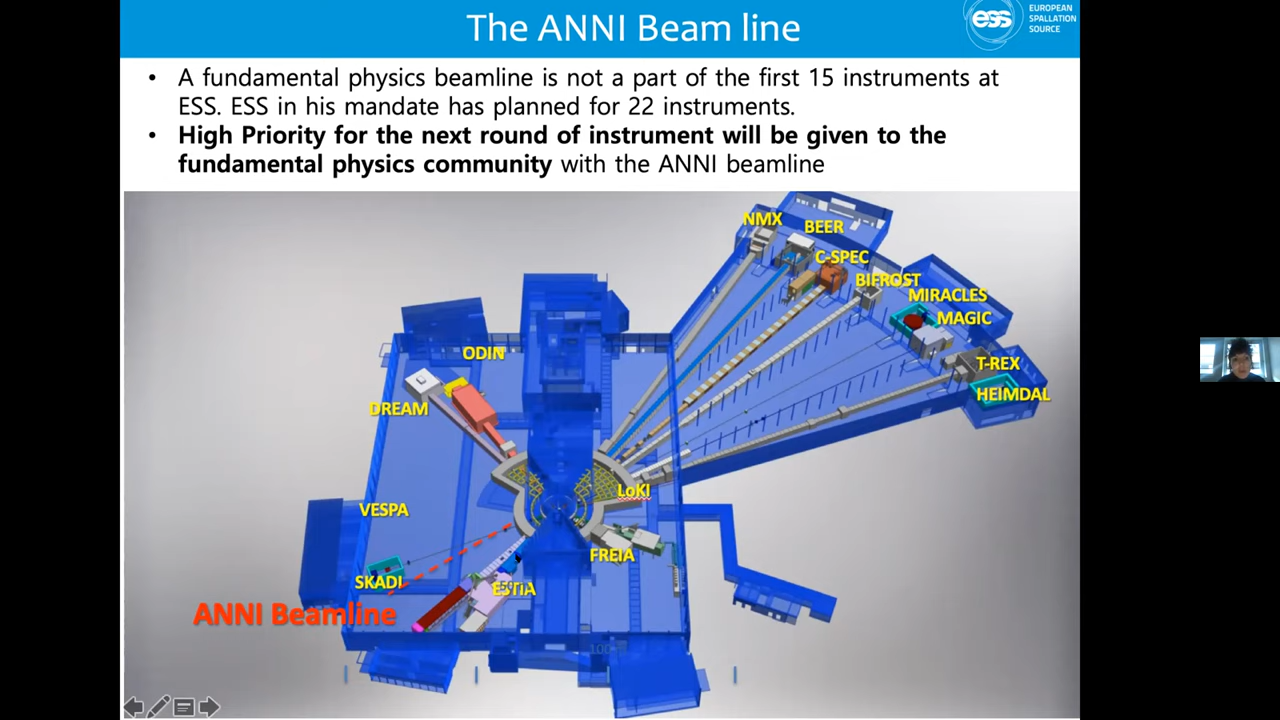 The ANNI Beam line
ess
EUROPEAN
SPALLATION
SOURCE
• A fundamental physics beamline is not a part of the first 15 instruments at
ESS. ESS in his mandate has planned for 22 instruments.
• High Priority for the next round of instrument will be given to the
fundamental physics community with the ANNI beamline
NMX
BEER
C-SPEC
BIFROST
MIRACLES
MAGIC
T-REX
HEIMDAL
ODIN
DREAM
LoKI
VESPA
FREIA
SKADI
ESTIA
ANNI Beamline